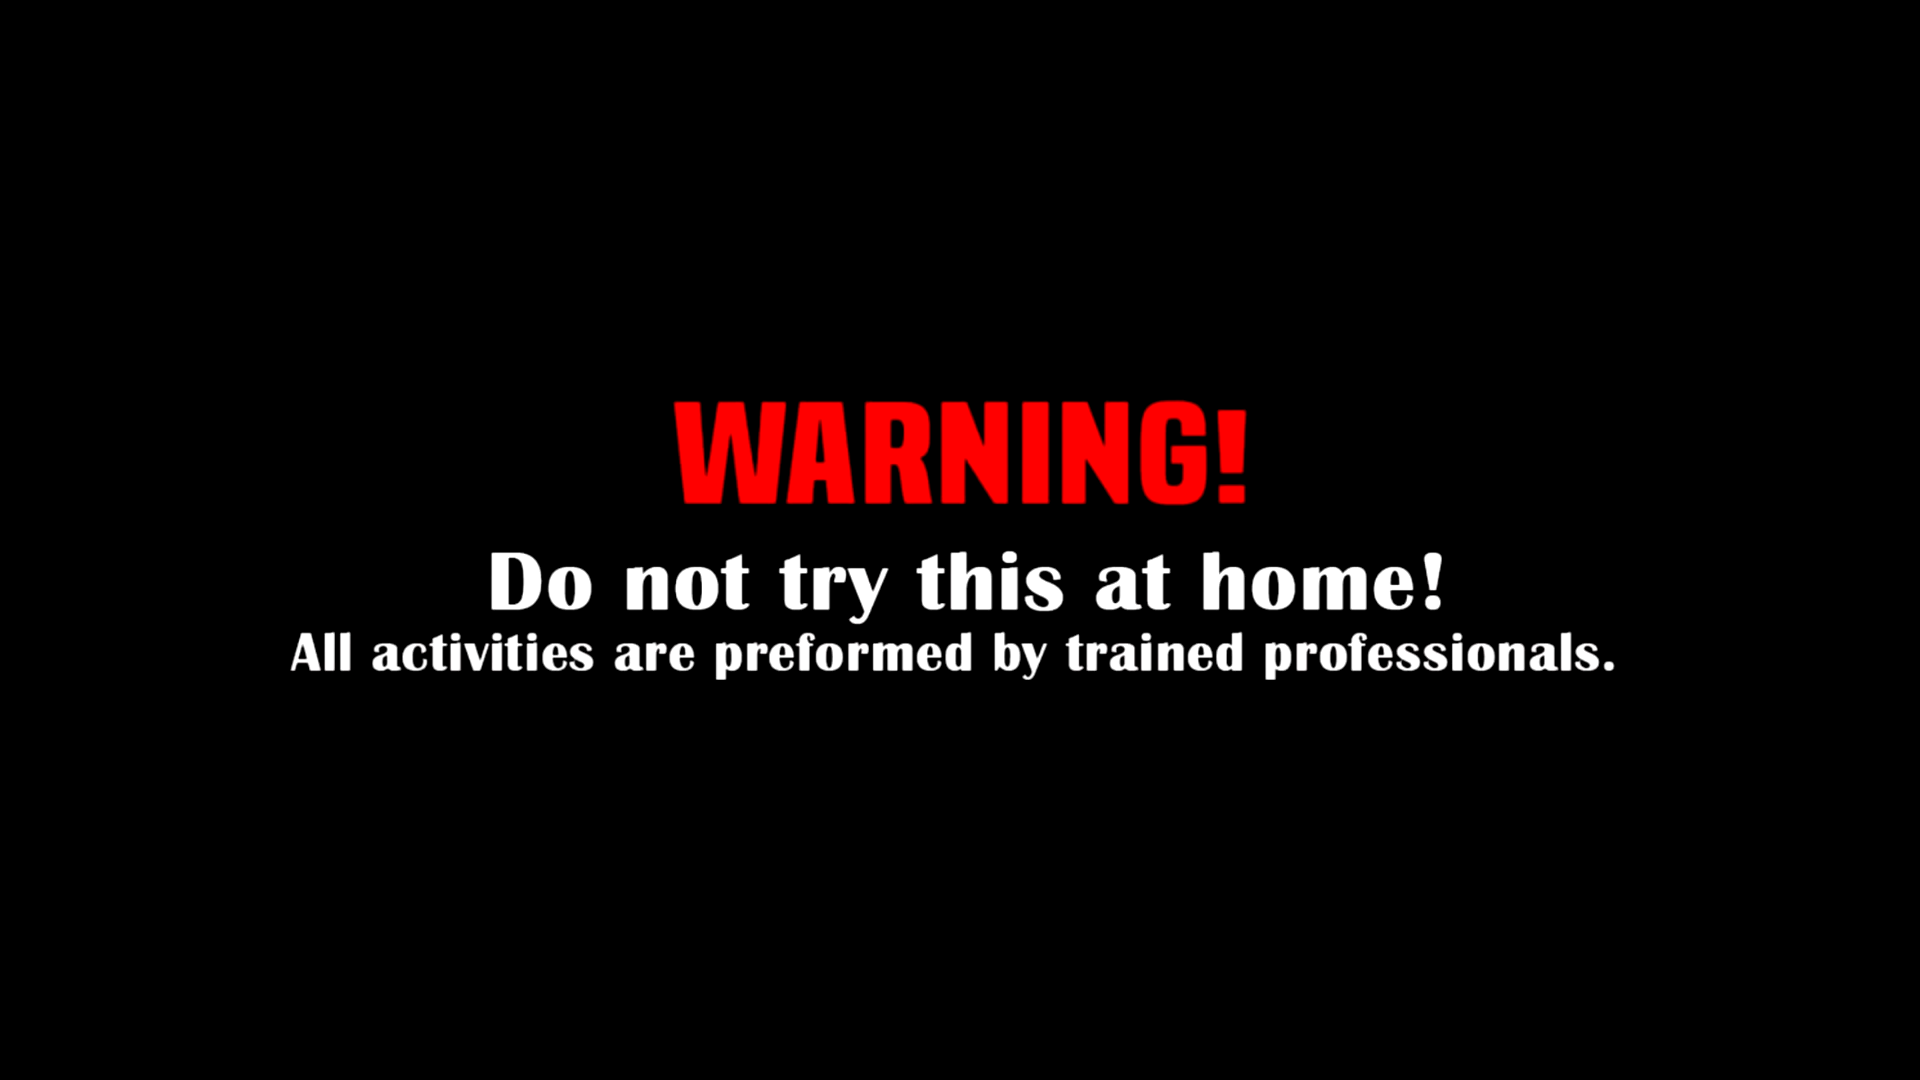 WARNING!
Do not try this at home!
All activities are preformed by trained professionals.